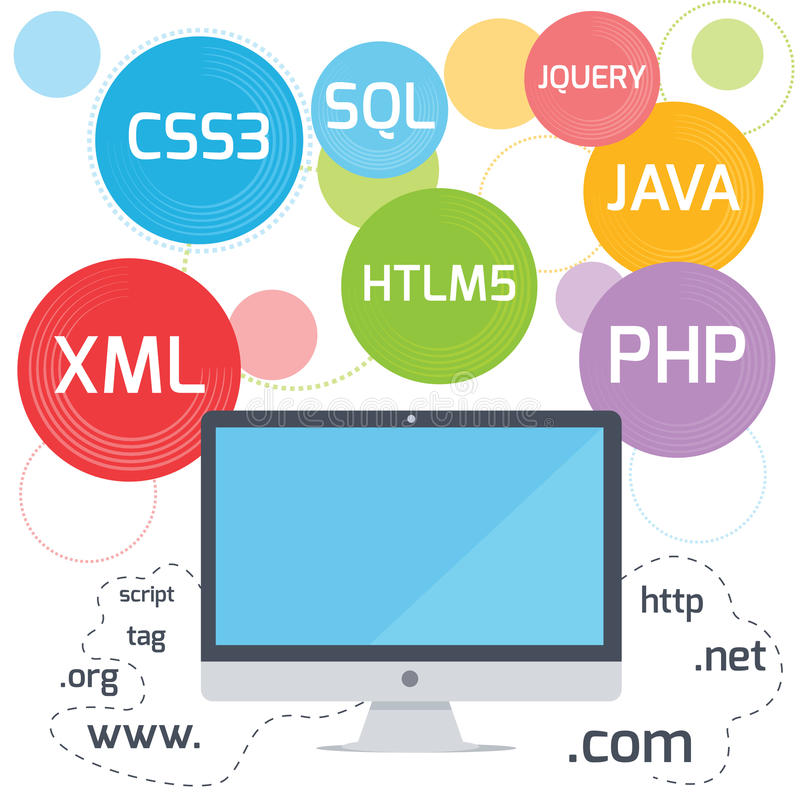 CSS3
SQL
JQUERY
JAVA
HTLM5
XML
PHP
script
tag
.org
www.
http
.net
.com